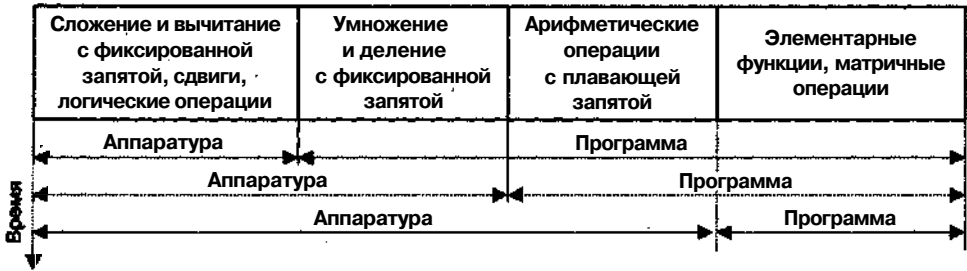 Сложение и вычитание
с фиксированной
запятой, сдвиги,
логические операции
Умножение
и деление
с фиксированной
запятой
Арифметические
операции
с плавающей
запятой
Элементарные
функции, матричные
операции
Аппаратура
Программа
Аппаратура
Программа
Аппаратура
Программа
Время